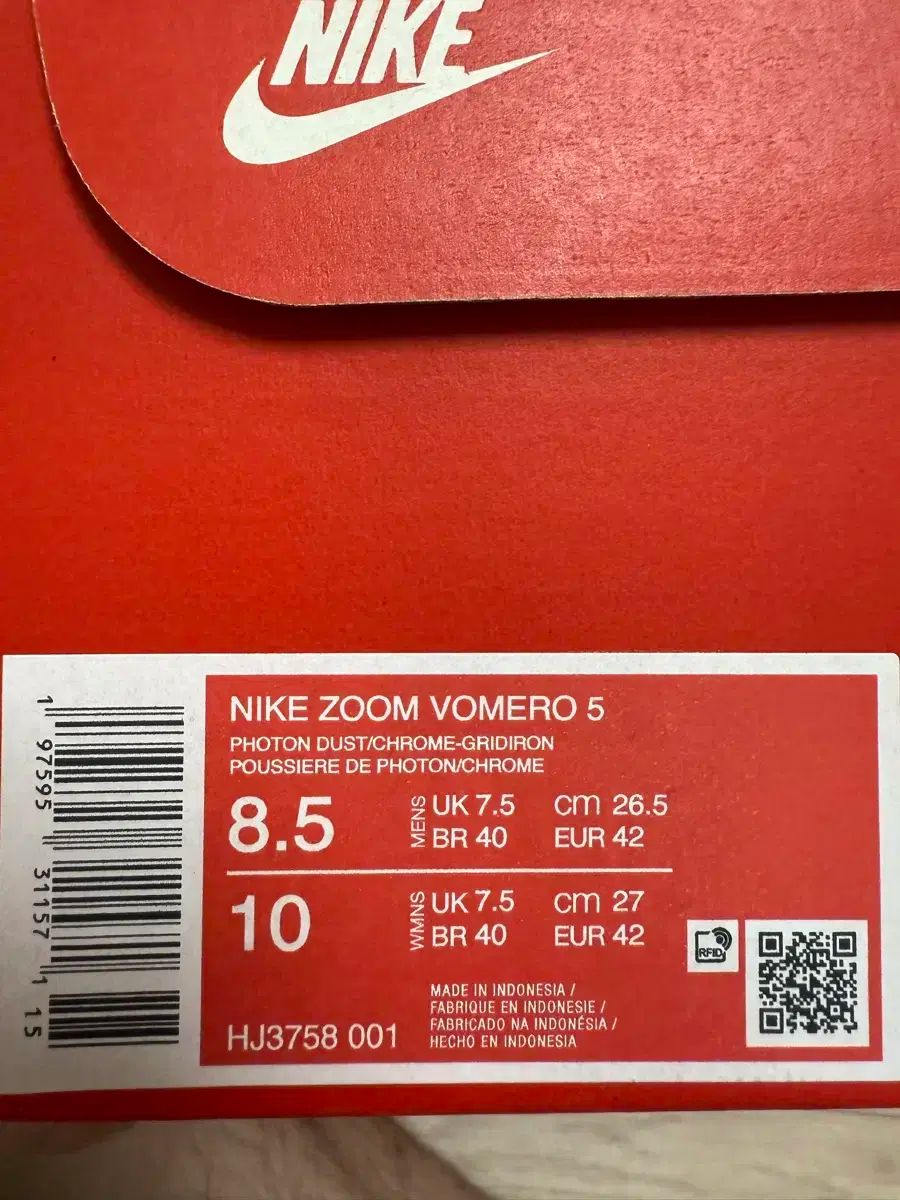 NIKE
NIKE ZOOM VOMERO 5
PHOTON DUST/CHROME-GRIDIRON
POUSSIERE DE PHOTON/CHROME
8.5 MENS UK 7.5 cm 26.5
BR 40 EUR 42
10 WMNS UK 7.5 cm 27
BR 40 EUR 42
RFID
MADE IN INDONESIA /
FABRIQUE EN INDONESIE /
FABRICADO NA INDONÉSIA /
HECHO EN INDONESIA
HJ3758 001
1 97595 31157 1 15